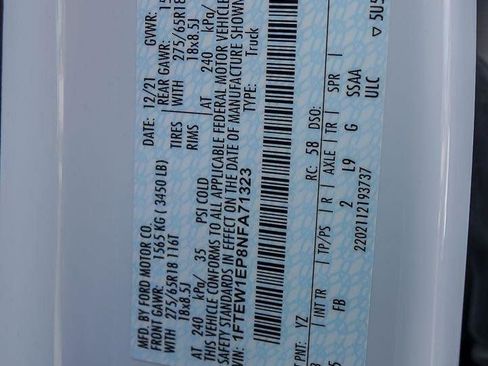 MFD. BY FORD MOTOR CO.
DATE: 12/21 GVWR:
FRONT GAWR: 1565 KG ( 3450 LB) REAR GAWR: 15
WITH WITH
275/65R18 116T TIRES 275/65R18
18x8.5J RIMS 18x8.5J
AT 240 kPa/ 35 PSI COLD AT 240 kPa/
THIS VEHICLE CONFORMS TO ALL APPLICABLE FEDERAL MOTOR VEHICLE
SAFETY STANDARDS IN EFFECT ON THE DATE OF MANUFACTURE SHOWN
VIN: 1FTEW1EP8NFA71323
TYPE: Truck
PNT: YZ RC: 58 DSO:
INT TR | TP/PS | R | AXLE | TR | SPR
FB 2 L9 G SSAA
2202112193737 ULC
▽ 5U5